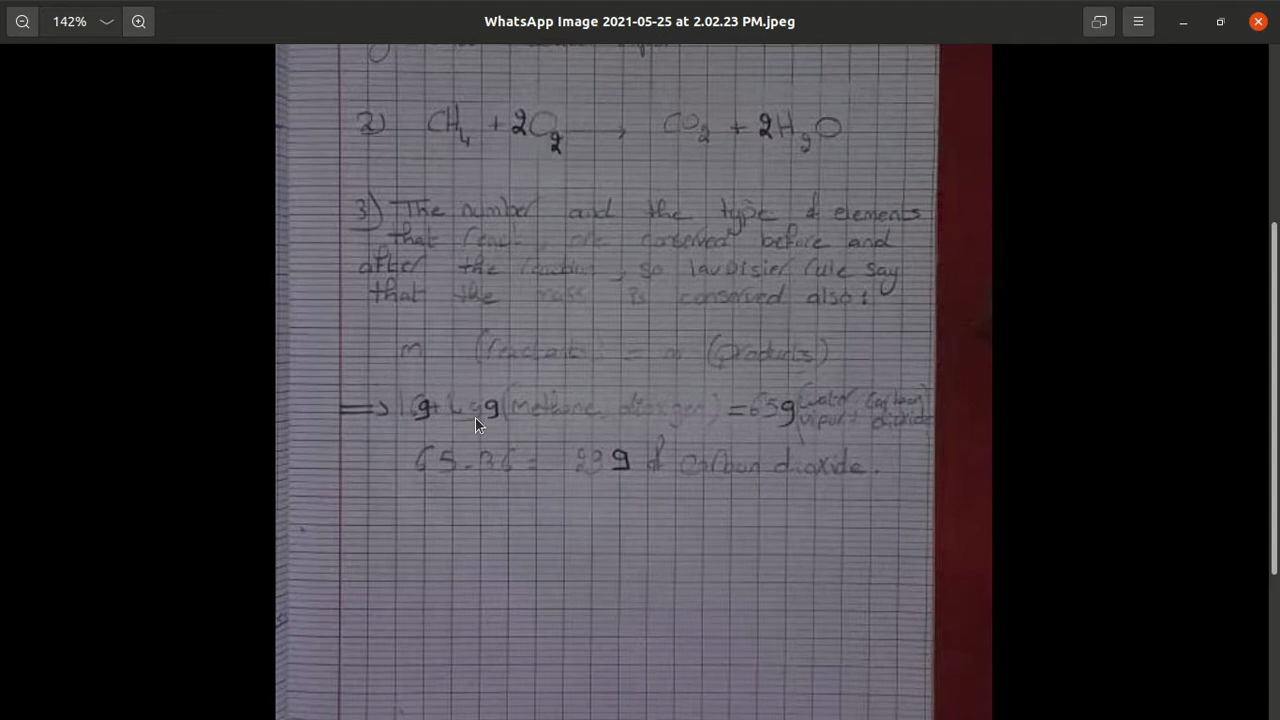 142%
WhatsApp Image 2021-05-25 at 2.02.23 PM.jpeg
2) CH4 + 2O2 → CO2 + 2H2O
3) The number and the type of elements
that react, are conserved before and
after the reaction, so lavoisier rule say
that the mass is conserved also:
m (reactants) = m (products)
g+ g (methane, dioxygen) = 65g (water carbon
vapor + dioxide
65-36= 29g of carbon dioxide.